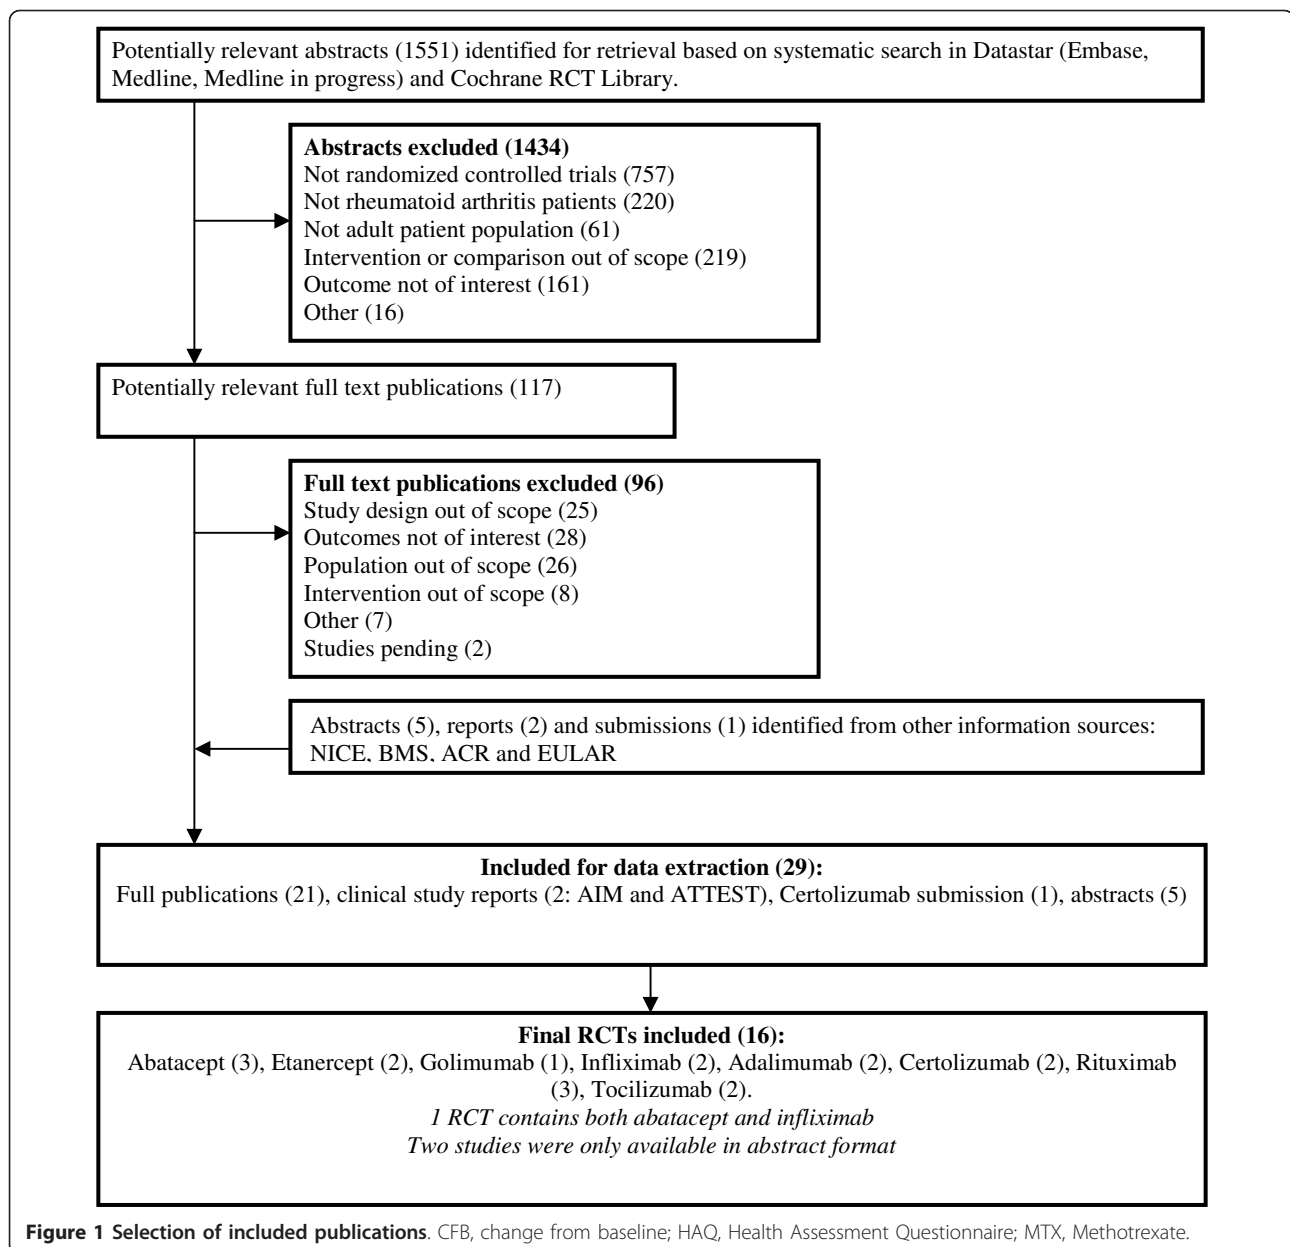 Potentially relevant abstracts (1551) identified for retrieval based on systematic search in Datastar (Embase,
Medline, Medline in progress) and Cochrane RCT Library.
Abstracts excluded (1434)
Not randomized controlled trials (757)
Not rheumatoid arthritis patients (220)
Not adult patient population (61)
Intervention or comparison out of scope (219)
Outcome not of interest (161)
Other (16)
Potentially relevant full text publications (117)
Full text publications excluded (96)
Study design out of scope (25)
Outcomes not of interest (28)
Population out of scope (26)
Intervention out of scope (8)
Other (7)
Studies pending (2)
Abstracts (5), reports (2) and submissions (1) identified from other information sources:
NICE, BMS, ACR and EULAR
Included for data extraction (29):
Full publications (21), clinical study reports (2: AIM and ATTEST), Certolizumab submission (1), abstracts (5)
Final RCTs included (16):
Abatacept (3), Etanercept (2), Golimumab (1), Infliximab (2), Adalimumab (2), Certolizumab (2), Rituximab
(3), Tocilizumab (2).
1 RCT contains both abatacept and infliximab
Two studies were only available in abstract format
Figure 1 Selection of included publications. CFB, change from baseline; HAQ, Health Assessment Questionnaire; MTX, Methotrexate.